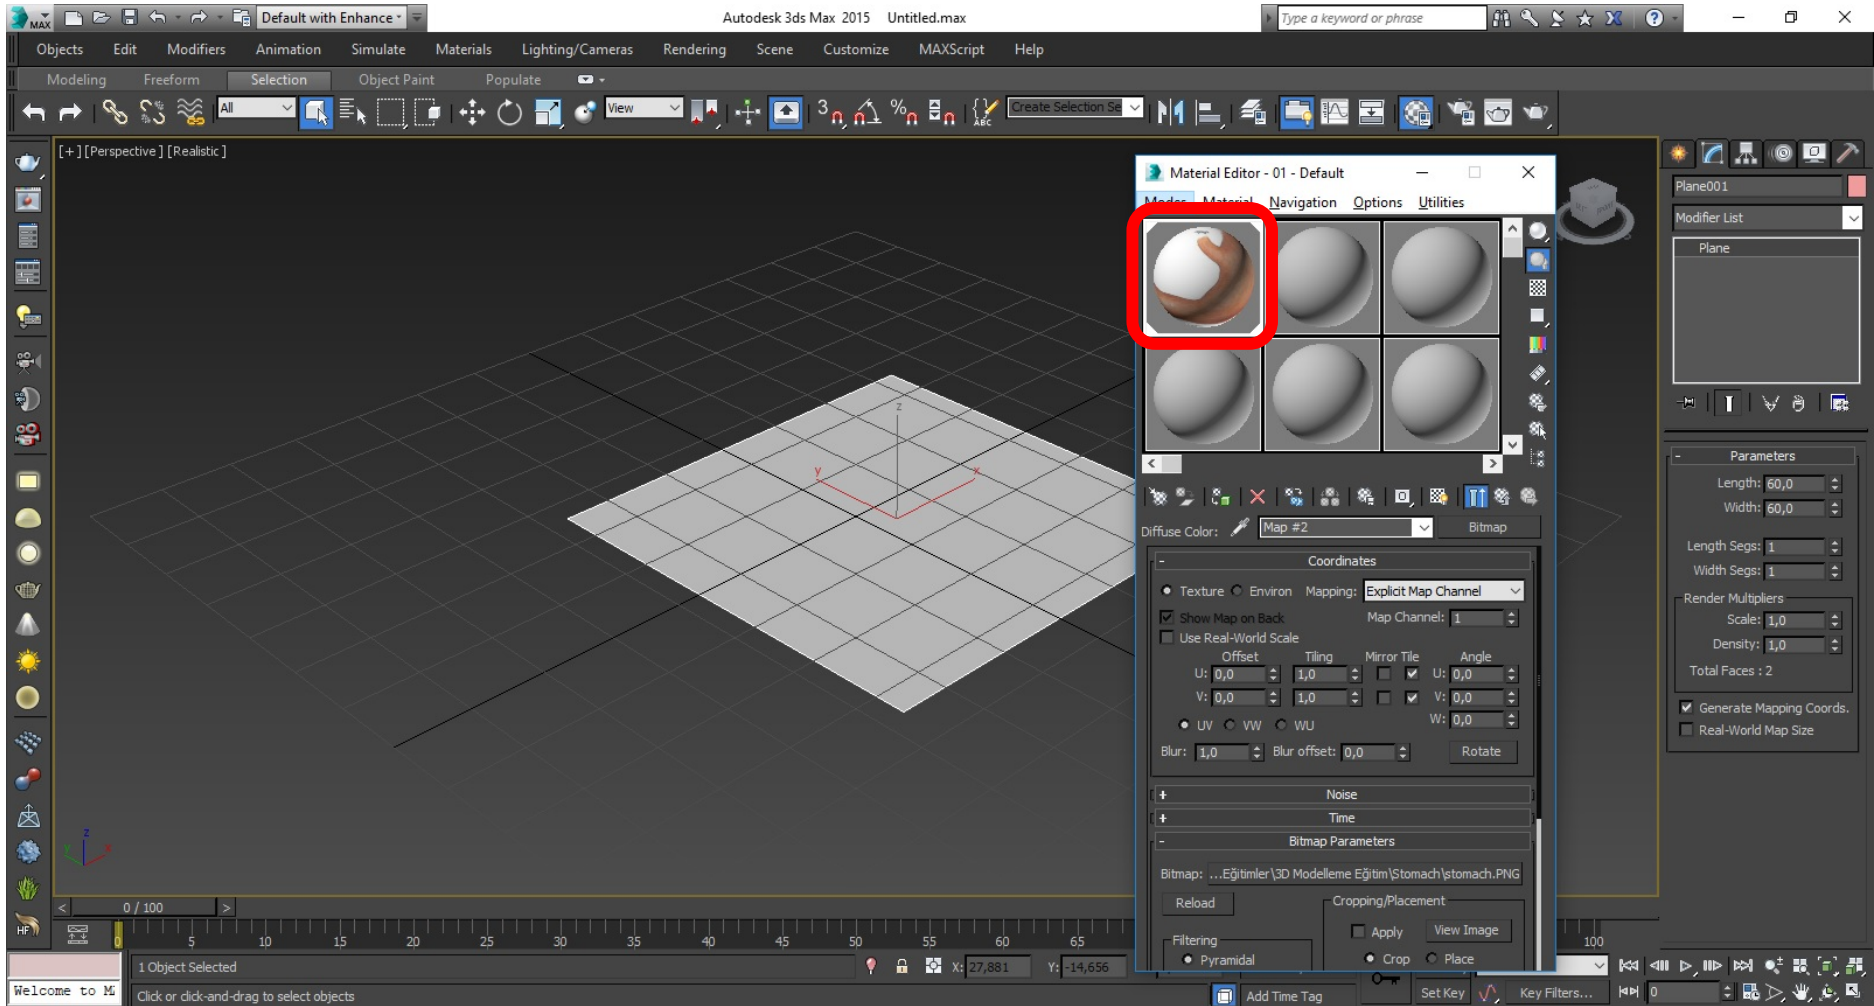 MAX Default with Enhance Autodesk 3ds Max 2015 Untitled.max Type a keyword or phrase
Objects Edit Modifiers Animation Simulate Materials Lighting/Cameras Rendering Scene Customize MAXScript Help
Modeling Freeform Selection Object Paint Populate
All View 3 % ABC Create Selection Se
[+][Perspective][Realistic]
Material Editor - 01 - Default
Plane001
Navigation Options Utilities
Modifier List
Plane
z
y x
Parameters
Length: 60,0
Width: 60,0
Length Segs: 1
Width Segs: 1
Render Multipliers
Scale: 1,0
Density: 1,0
Total Faces : 2
Generate Mapping Coords.
Real-World Map Size
Diffuse Color: Map #2 Bitmap
- Coordinates
Texture Environ Mapping: Explicit Map Channel
Show Map on Back Map Channel: 1
Use Real-World Scale
Offset Tiling Mirror Tile Angle
U: 0,0 1,0 U: 0,0
V: 0,0 1,0 V: 0,0
UV VW WU W: 0,0
Blur: 1,0 Blur offset: 0,0 Rotate
+ Noise
+ Time
- Bitmap Parameters
Bitmap: ...Eğitimler\3D Modelleme Eğitim\Stomach\stomach.PNG
Reload Cropping/Placement
Apply View Image
Filtering
Pyramidal Crop Place
z
y x
HF
< 0 / 100 >
0 5 10 15 20 25 30 35 40 45 50 55 60 65 100
1 Object Selected X: 27,881 Y: -14,656
Welcome to M Click or click-and-drag to select objects Add Time Tag Set Key Key Filters... 0